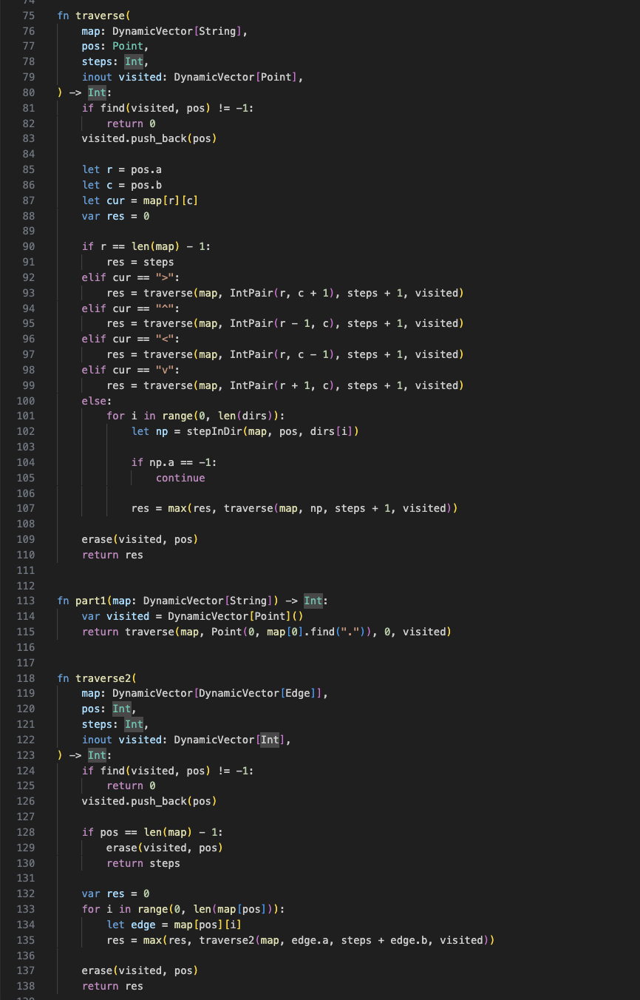 75 fn traverse(
76     map: DynamicVector[String],
77     pos: Point,
78     steps: Int,
79     inout visited: DynamicVector[Point],
80 ) -> Int:
81     if find(visited, pos) != -1:
82         return 0
83     visited.push_back(pos)
84
85     let r = pos.a
86     let c = pos.b
87     let cur = map[r][c]
88     var res = 0
89
90     if r == len(map) - 1:
91         res = steps
92     elif cur == ">":
93         res = traverse(map, IntPair(r, c + 1), steps + 1, visited)
94     elif cur == "^":
95         res = traverse(map, IntPair(r - 1, c), steps + 1, visited)
96     elif cur == "<":
97         res = traverse(map, IntPair(r, c - 1), steps + 1, visited)
98     elif cur == "v":
99         res = traverse(map, IntPair(r + 1, c), steps + 1, visited)
100     else:
101         for i in range(0, len(dirs)):
102             let np = stepInDir(map, pos, dirs[i])
103
104             if np.a == -1:
105                 continue
106
107             res = max(res, traverse(map, np, steps + 1, visited))
108
109     erase(visited, pos)
110     return res
111
112
113 fn part1(map: DynamicVector[String]) -> Int:
114     var visited = DynamicVector[Point]()
115     return traverse(map, Point(0, map[0].find(".")), 0, visited)
116
117
118 fn traverse2(
119     map: DynamicVector[DynamicVector[Edge]],
120     pos: Int,
121     steps: Int,
122     inout visited: DynamicVector[Int],
123 ) -> Int:
124     if find(visited, pos) != -1:
125         return 0
126     visited.push_back(pos)
127
128     if pos == len(map) - 1:
129         erase(visited, pos)
130         return steps
131
132     var res = 0
133     for i in range(0, len(map[pos])):
134         let edge = map[pos][i]
135         res = max(res, traverse2(map, edge.a, steps + edge.b, visited))
136
137     erase(visited, pos)
138     return res